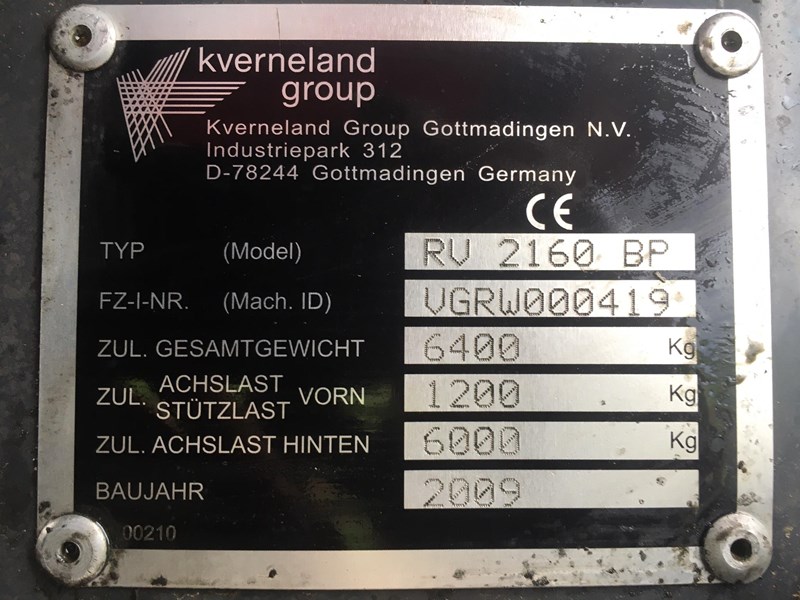 kverneland
group
Kverneland Group Gottmadingen N.V.
Industriepark 312
D-78244 Gottmadingen Germany
CE
TYP (Model) RV 2160 BP
FZ-I-NR. (Mach. ID) VGRW000419
ZUL. GESAMTGEWICHT 6400 Kg
ZUL. ACHSLAST STÜTZLAST VORN 1200 Kg
ZUL. ACHSLAST HINTEN 6000 Kg
BAUJAHR 2009
00210